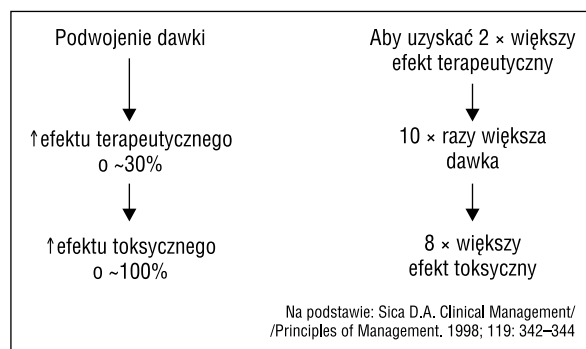 Podwojenie dawki
↑efektu terapeutycznego
o ~30%
↑efektu toksycznego
o ~100%
Aby uzyskać 2 × większy
efekt terapeutyczny
10 × razy większa
dawka
8 × większy
efekt toksyczny
Na podstawie: Sica D.A. Clinical Management/
/Principles of Management. 1998; 119: 342–344